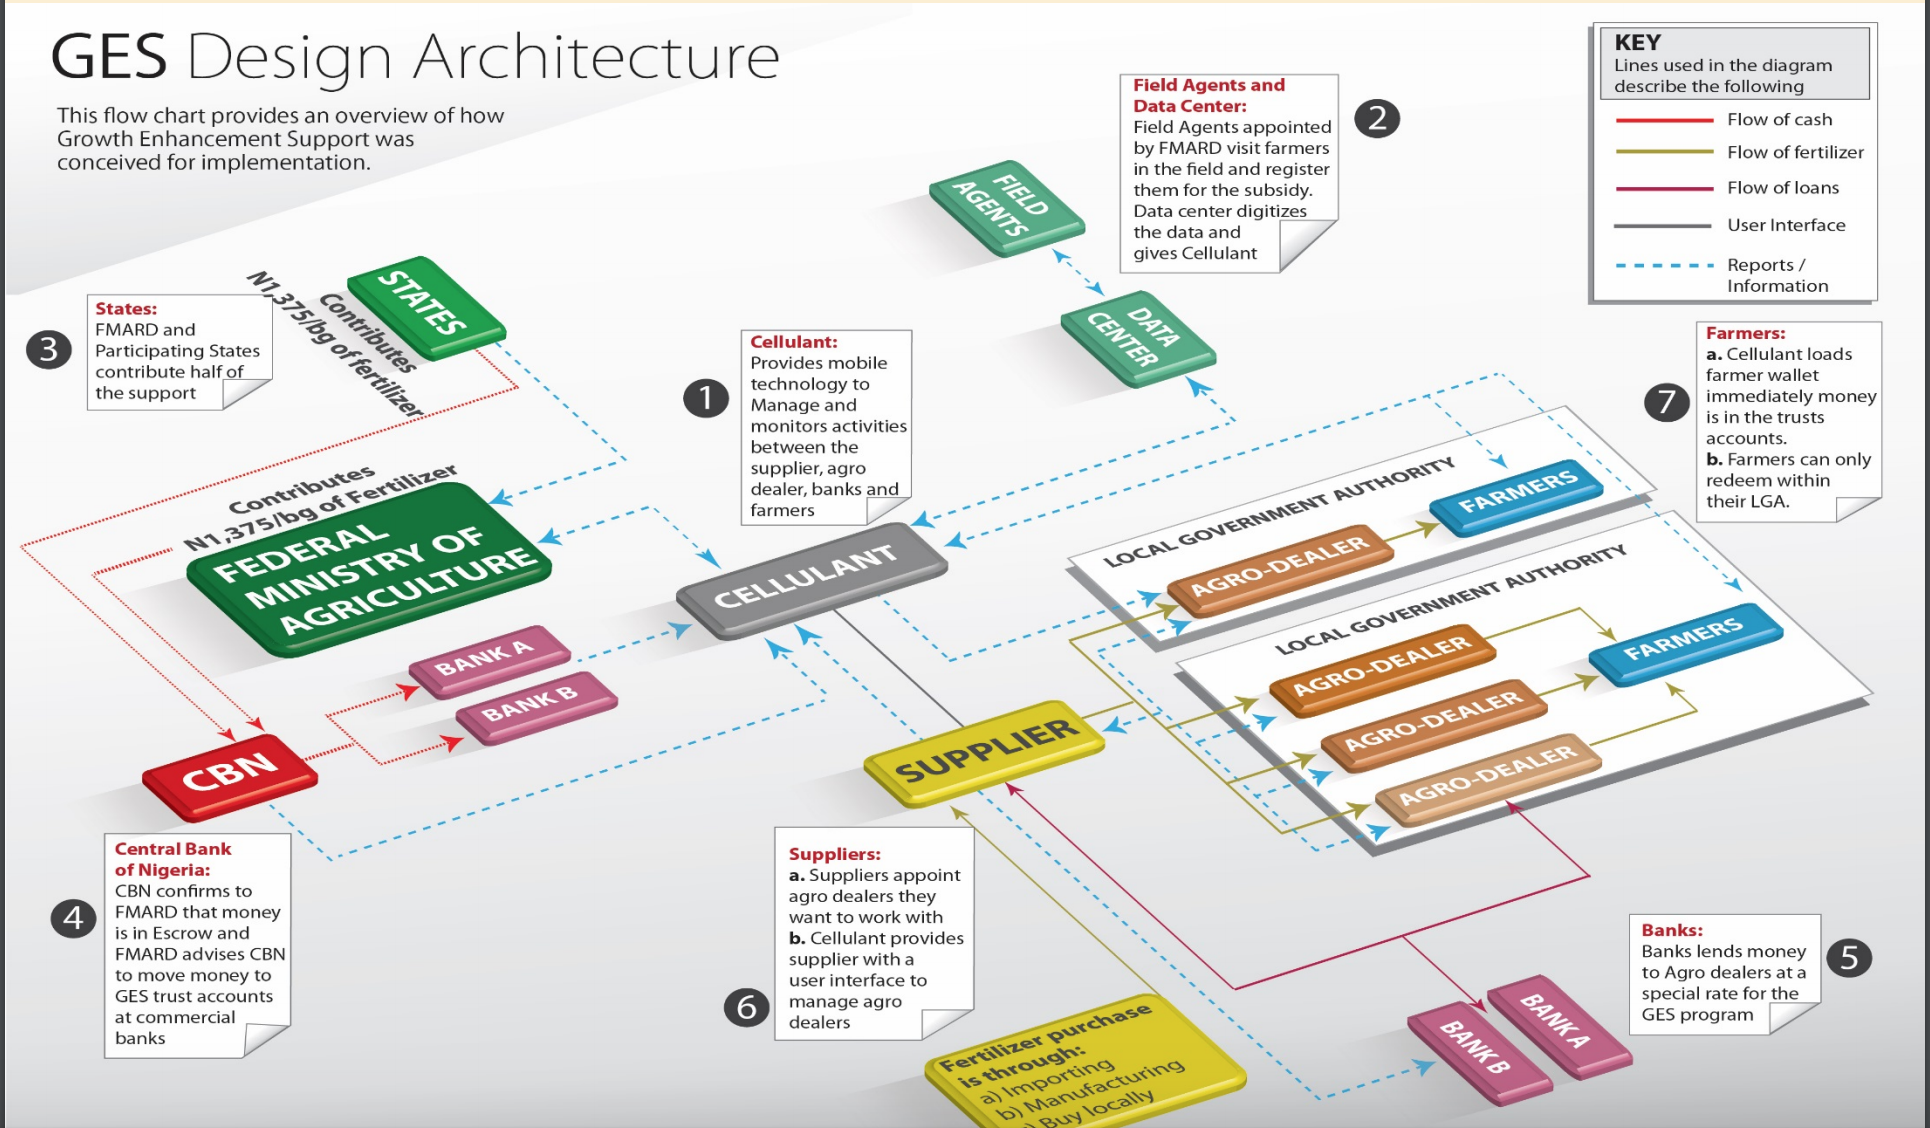 GES Design Architecture
This flow chart provides an overview of how
Growth Enhancement Support was
conceived for implementation.
KEY
Lines used in the diagram
describe the following
Flow of cash
Flow of fertilizer
Flow of loans
User Interface
Reports /
Information
2
Field Agents and
Data Center:
Field Agents appointed
by FMARD visit farmers
in the field and register
them for the subsidy.
Data center digitizes
the data and
gives Cellulant
FIELD
AGENTS
DATA
CENTER
3
States:
FMARD and
Participating States
contribute half of
the support
STATES
Contributes
N1,375/bg of fertilizer
1
Cellulant:
Provides mobile
technology to
Manage and
monitors activities
between the
supplier, agro
dealer, banks and
farmers
7
Farmers:
a. Cellulant loads
farmer wallet
immediately money
is in the trusts
accounts.
b. Farmers can only
redeem within
their LGA.
Contributes
N1,375/bg of Fertilizer
FEDERAL
MINISTRY OF
AGRICULTURE
CELLULANT
LOCAL GOVERNMENT AUTHORITY
AGRO-DEALER
FARMERS
LOCAL GOVERNMENT AUTHORITY
AGRO-DEALER
AGRO-DEALER
AGRO-DEALER
FARMERS
BANK A
BANK B
CBN
SUPPLIER
4
Central Bank
of Nigeria:
CBN confirms to
FMARD that money
is in Escrow and
FMARD advises CBN
to move money to
GES trust accounts
at commercial
banks
6
Suppliers:
a. Suppliers appoint
agro dealers they
want to work with
b. Cellulant provides
supplier with a
user interface to
manage agro
dealers
Fertilizer purchase
is through:
a) Importing
b) Manufacturing
) Buy locally
5
Banks:
Banks lends money
to Agro dealers at a
special rate for the
GES program
BANK B
BANK A